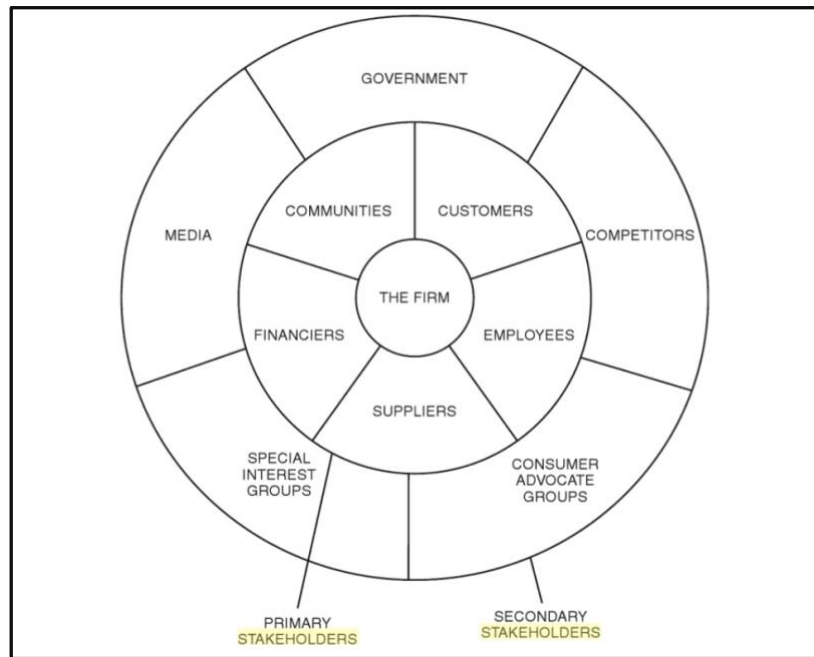 GOVERNMENT
COMMUNITIES
CUSTOMERS
MEDIA
COMPETITORS
THE FIRM
FINANCIERS
EMPLOYEES
SUPPLIERS
SPECIAL
INTEREST
GROUPS
CONSUMER
ADVOCATE
GROUPS
PRIMARY
STAKEHOLDERS
SECONDARY
STAKEHOLDERS